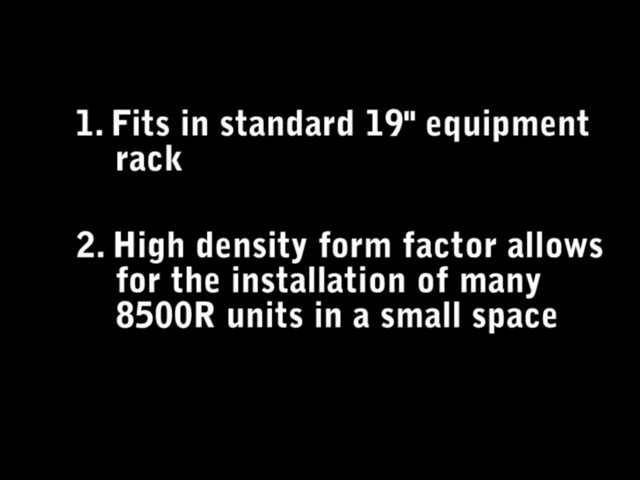 1. Fits in standard 19" equipment
rack
2. High density form factor allows
for the installation of many
8500R units in a small space